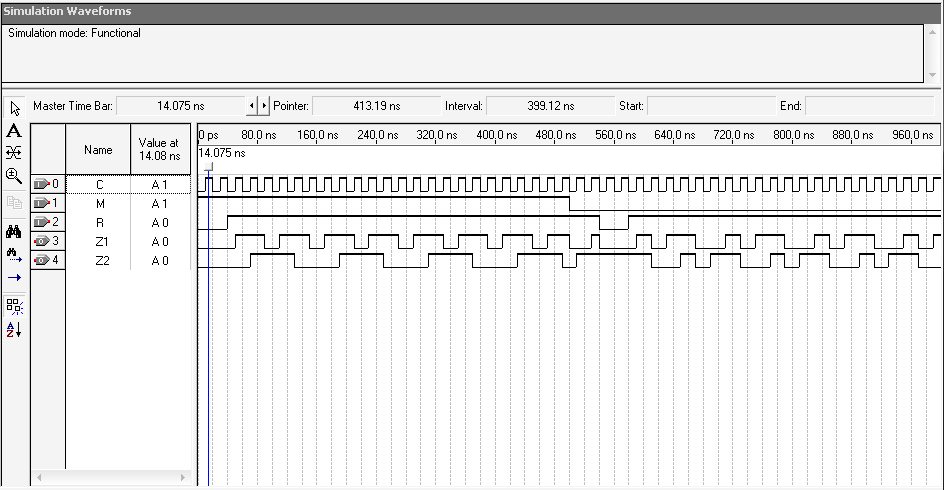 Simulation Waveforms
Simulation mode: Functional
Master Time Bar: 14.075 ns Pointer: 413.19 ns Interval: 399.12 ns Start: End:
Name Value at 14.08 ns 0 ps 80.0 ns 160.0 ns 240.0 ns 320.0 ns 400.0 ns 480.0 ns 560.0 ns 640.0 ns 720.0 ns 800.0 ns 880.0 ns 960.0 ns
14.075 ns
0 C A 1
1 M A 1
2 R A 0
3 Z1 A 0
4 Z2 A 0